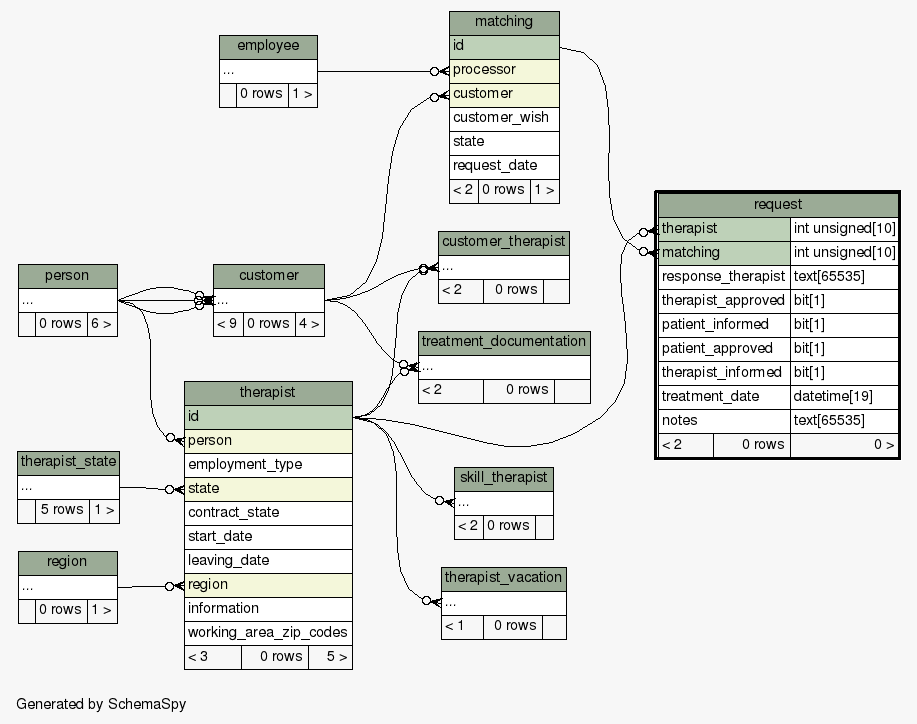 matching
id
processor
customer
customer_wish
state
request_date
< 2 0 rows 1 >
employee
...
0 rows 1 >
request
therapist int unsigned[10]
matching int unsigned[10]
response_therapist text[65535]
therapist_approved bit[1]
patient_informed bit[1]
patient_approved bit[1]
therapist_informed bit[1]
treatment_date datetime[19]
notes text[65535]
< 2 0 rows 0 >
customer_therapist
...
< 2 0 rows
person
...
0 rows 6 >
customer
...
< 9 0 rows 4 >
treatment_documentation
...
< 2 0 rows
therapist
id
person
employment_type
state
contract_state
start_date
leaving_date
region
information
working_area_zip_codes
< 3 0 rows 5 >
therapist_state
...
5 rows 1 >
skill_therapist
...
< 2 0 rows
region
...
0 rows 1 >
therapist_vacation
...
< 1 0 rows
Generated by SchemaSpy